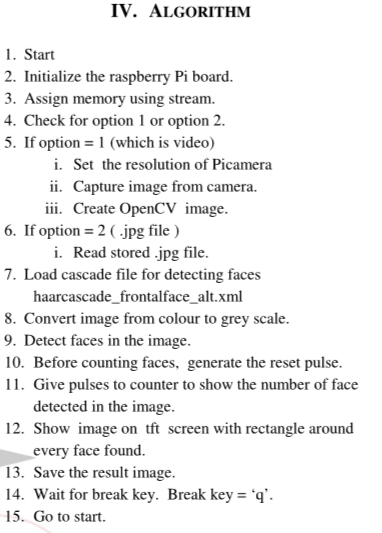 IV. ALGORITHM
1. Start
2. Initialize the raspberry Pi board.
3. Assign memory using stream.
4. Check for option 1 or option 2.
5. If option = 1 (which is video)
i. Set the resolution of Picamera
ii. Capture image from camera.
iii. Create OpenCV image.
6. If option = 2 ( .jpg file )
i. Read stored .jpg file.
7. Load cascade file for detecting faces
haarcascade_frontalface_alt.xml
8. Convert image from colour to grey scale.
9. Detect faces in the image.
10. Before counting faces, generate the reset pulse.
11. Give pulses to counter to show the number of face
detected in the image.
12. Show image on tft screen with rectangle around
every face found.
13. Save the result image.
14. Wait for break key. Break key = ‘q’.
15. Go to start.